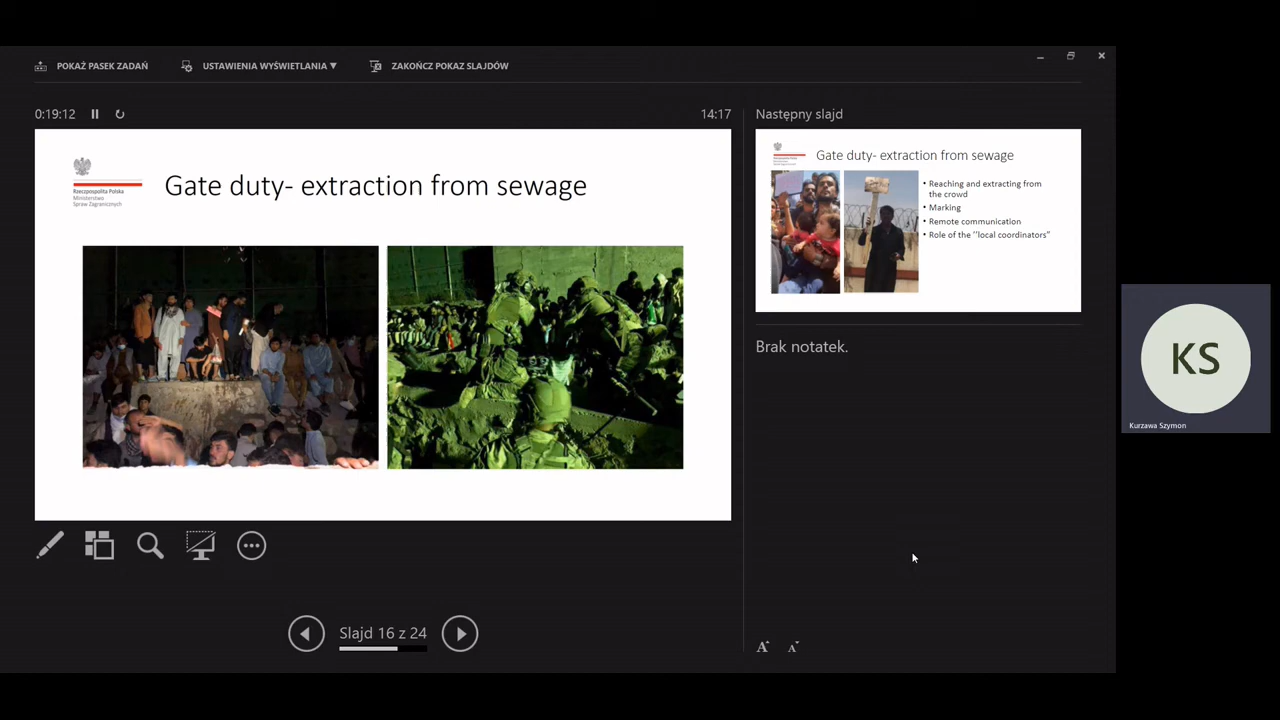 POKAŻ PASEK ZADAŃ
USTAWIENIA WYŚWIETLANIA ▼
ZAKOŃCZ POKAZ SLAJDÓW
0:19:12
14:17
Rzeczpospolita Polska
Ministerstwo
Spraw Zagranicznych
Gate duty- extraction from sewage
Następny slajd
Gate duty- extraction from sewage
• Reaching and extracting from
the crowd
• Marking
• Remote communication
• Role of the ‘‘local coordinators”
Brak notatek.
Slajd 16 z 24
A A
KS
Kurzawa Szymon